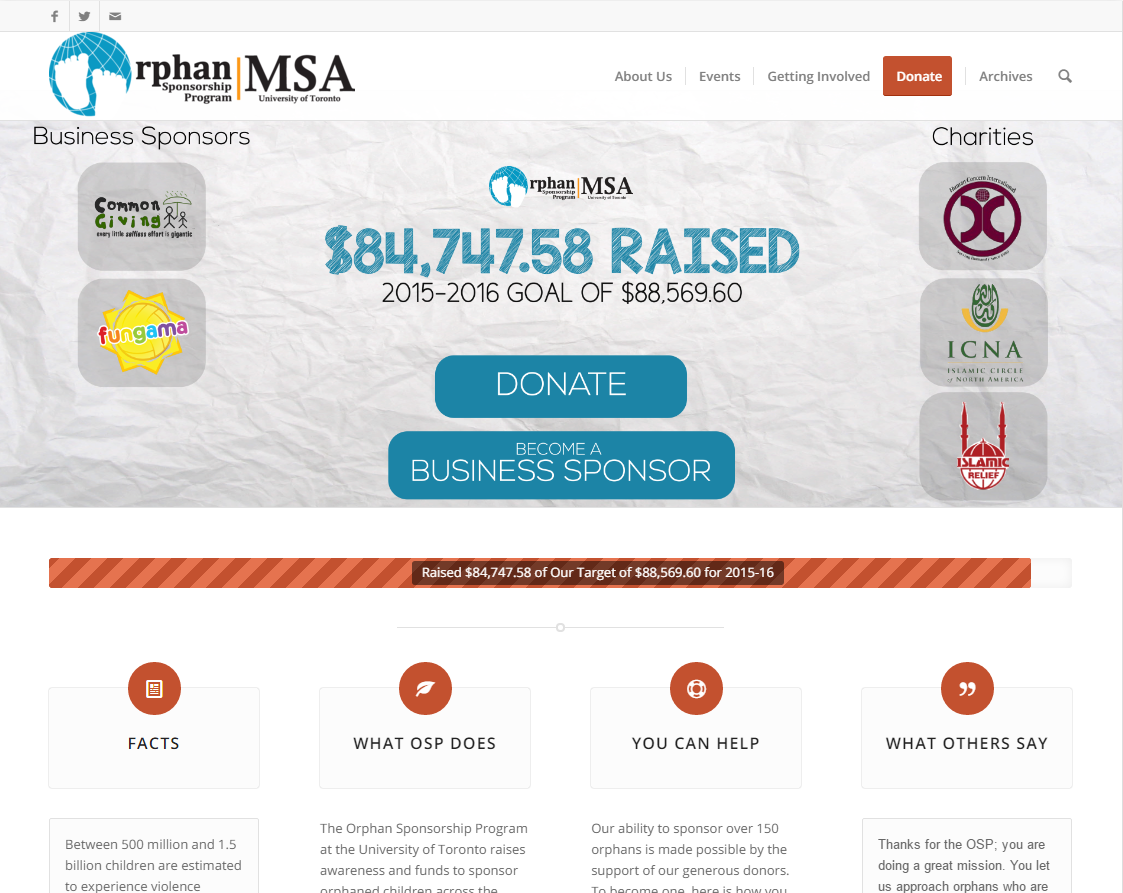 Orphan
Sponsorship
Program
MSA
University of Toronto
About Us
Events
Getting Involved
Donate
Archives
Business Sponsors
Charities
Common
Giving
every little selfless effort is gigantic
fungama
Orphan
Sponsorship
Program
MSA
University of Toronto
$84,747.58 RAISED
2015-2016 GOAL OF $88,569.60
DONATE
BECOME A
BUSINESS SPONSOR
Human Concern International
ICNA
ISLAMIC CIRCLE
of NORTH AMERICA
ISLAMIC
RELIEF
Raised $84,747.58 of Our Target of $88,569.60 for 2015-16
FACTS
WHAT OSP DOES
YOU CAN HELP
WHAT OTHERS SAY
Between 500 million and 1.5
billion children are estimated
to experience violence
The Orphan Sponsorship Program
at the University of Toronto raises
awareness and funds to sponsor
orphaned children across the
Our ability to sponsor over 150
orphans is made possible by the
support of our generous donors.
To become one, here is how you
Thanks for the OSP; you are
doing a great mission. You let
us approach orphans who are